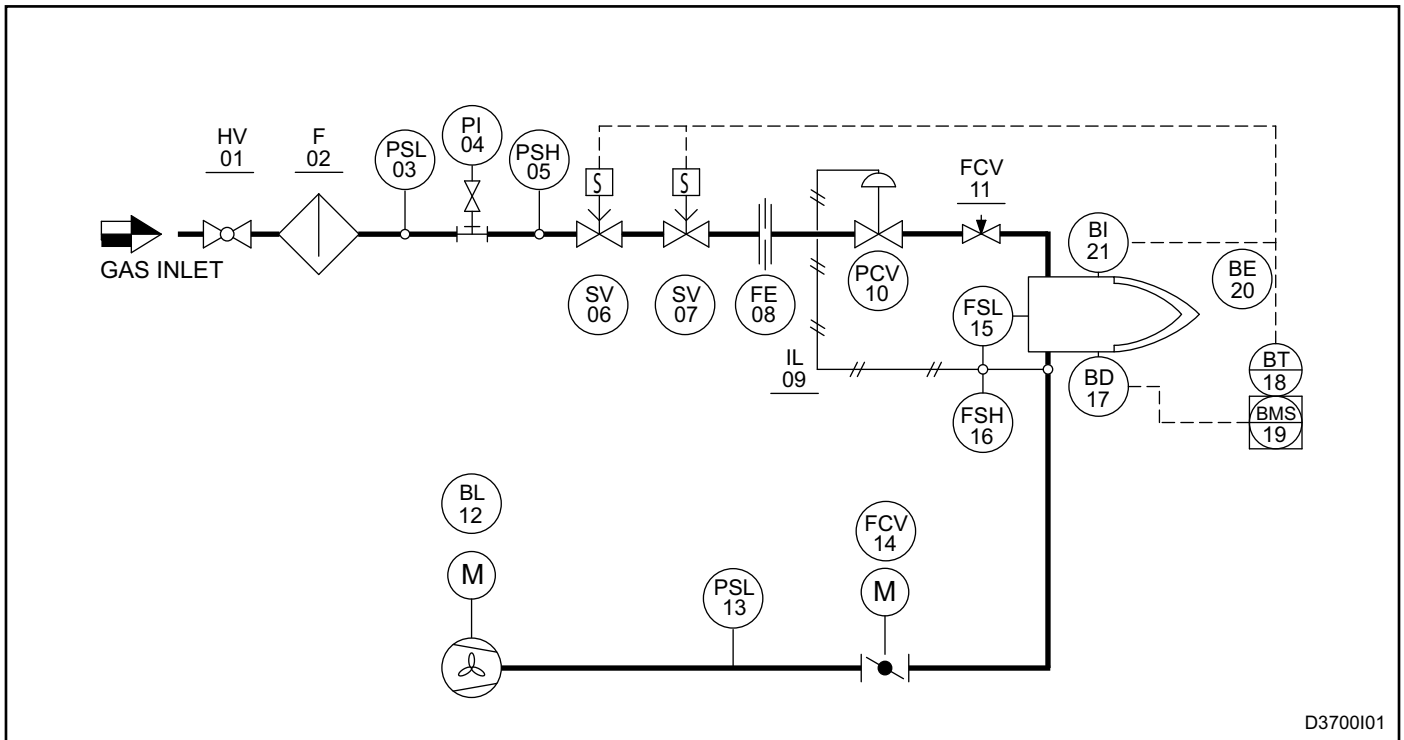 HV
01
F
02
PSL
03
PI
04
PSH
05
S
S
FCV
11
GAS INLET
SV
06
SV
07
FE
08
PCV
10
BI
21
BE
20
FSL
15
IL
09
BD
17
BT
18
FSH
16
BMS
19
BL
12
FCV
14
M
PSL
13
M
D3700I01